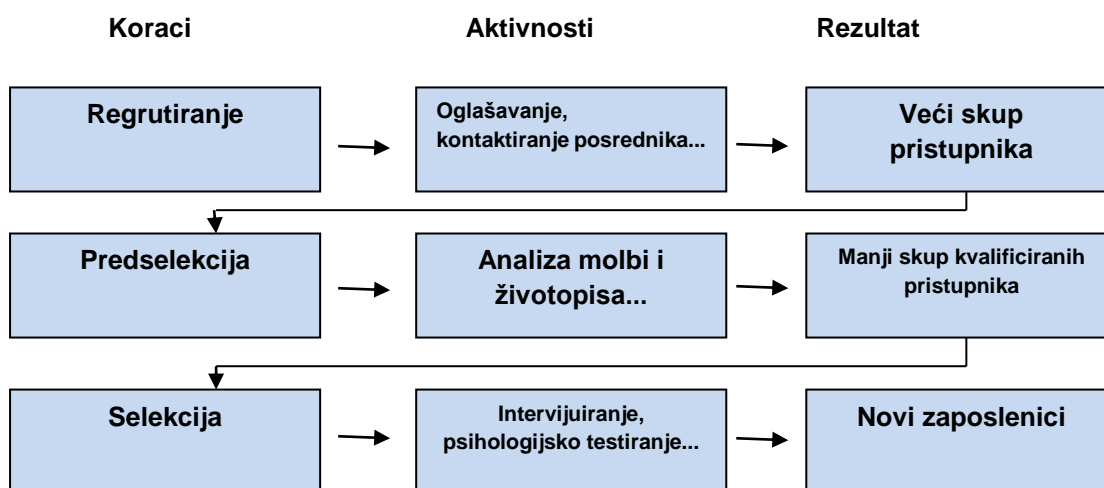 Koraci
Aktivnosti
Rezultat
Regrutiranje
Oglašavanje,
kontaktiranje posrednika...
Veći skup
pristupnika
Predselekcija
Analiza molbi i
životopisa...
Manji skup kvalificiranih
pristupnika
Selekcija
Intervijuiranje,
psihologijsko testiranje...
Novi zaposlenici